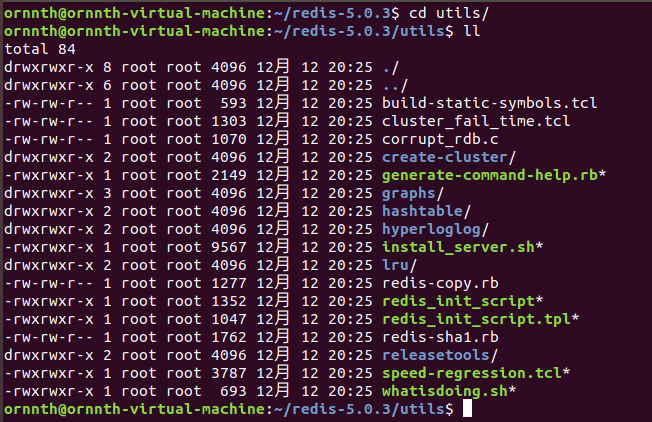 ornnth@ornnth-virtual-machine:~/redis-5.0.3$ cd utils/
ornnth@ornnth-virtual-machine:~/redis-5.0.3/utils$ ll
total 84
drwxrwxr-x 8 root root 4096 12月 12 20:25 ./
drwxrwxr-x 6 root root 4096 12月 12 20:25 ../
-rw-rw-r-- 1 root root  593 12月 12 20:25 build-static-symbols.tcl
-rw-rw-r-- 1 root root 1303 12月 12 20:25 cluster_fail_time.tcl
-rw-rw-r-- 1 root root 1070 12月 12 20:25 corrupt_rdb.c
drwxrwxr-x 2 root root 4096 12月 12 20:25 create-cluster/
-rwxrwxr-x 1 root root 2149 12月 12 20:25 generate-command-help.rb*
drwxrwxr-x 3 root root 4096 12月 12 20:25 graphs/
drwxrwxr-x 2 root root 4096 12月 12 20:25 hashtable/
drwxrwxr-x 2 root root 4096 12月 12 20:25 hyperloglog/
-rwxrwxr-x 1 root root 9567 12月 12 20:25 install_server.sh*
drwxrwxr-x 2 root root 4096 12月 12 20:25 lru/
-rw-rw-r-- 1 root root 1277 12月 12 20:25 redis-copy.rb
-rwxrwxr-x 1 root root 1352 12月 12 20:25 redis_init_script*
-rwxrwxr-x 1 root root 1047 12月 12 20:25 redis_init_script.tpl*
-rw-rw-r-- 1 root root 1762 12月 12 20:25 redis-sha1.rb
drwxrwxr-x 2 root root 4096 12月 12 20:25 releasetools/
-rwxrwxr-x 1 root root 3787 12月 12 20:25 speed-regression.tcl*
-rwxrwxr-x 1 root root  693 12月 12 20:25 whatisdoing.sh*
ornnth@ornnth-virtual-machine:~/redis-5.0.3/utils$